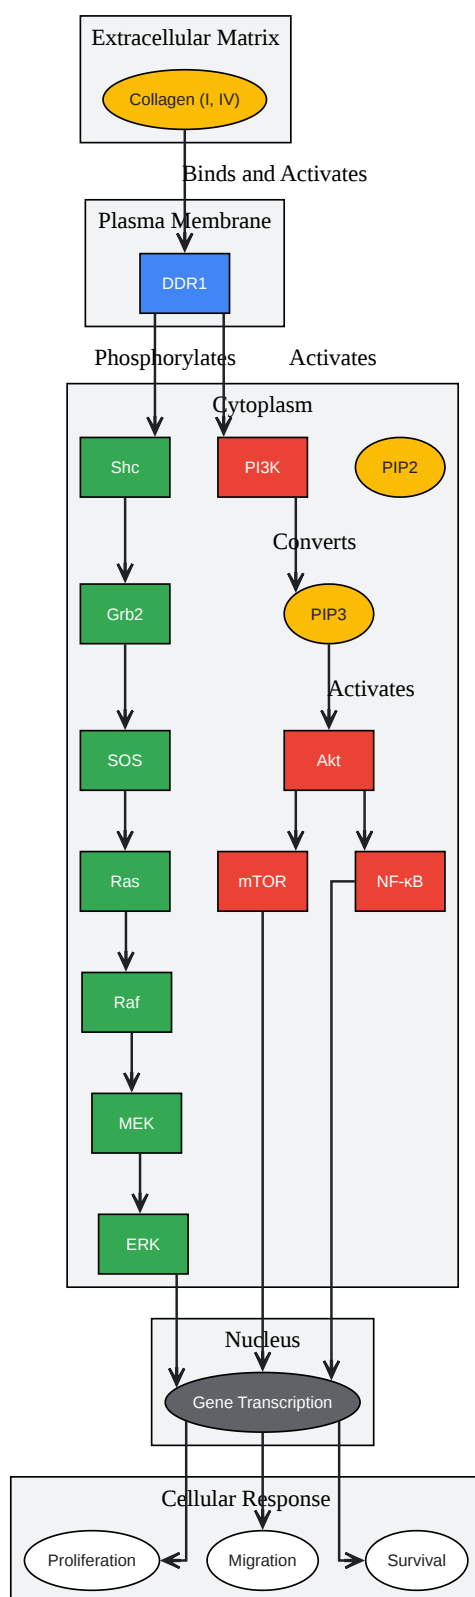 Extracellular Matrix
Collagen (I, IV)
Binds and Activates
Plasma Membrane
DDR1
Phosphorylates Activates
Cytoplasm
Shc PI3K PIP2
Converts
Grb2 PIP3
Activates
SOS Akt
Ras mTOR NF-κB
Raf
MEK
ERK
Nucleus
Gene Transcription
Cellular Response
Proliferation Migration Survival